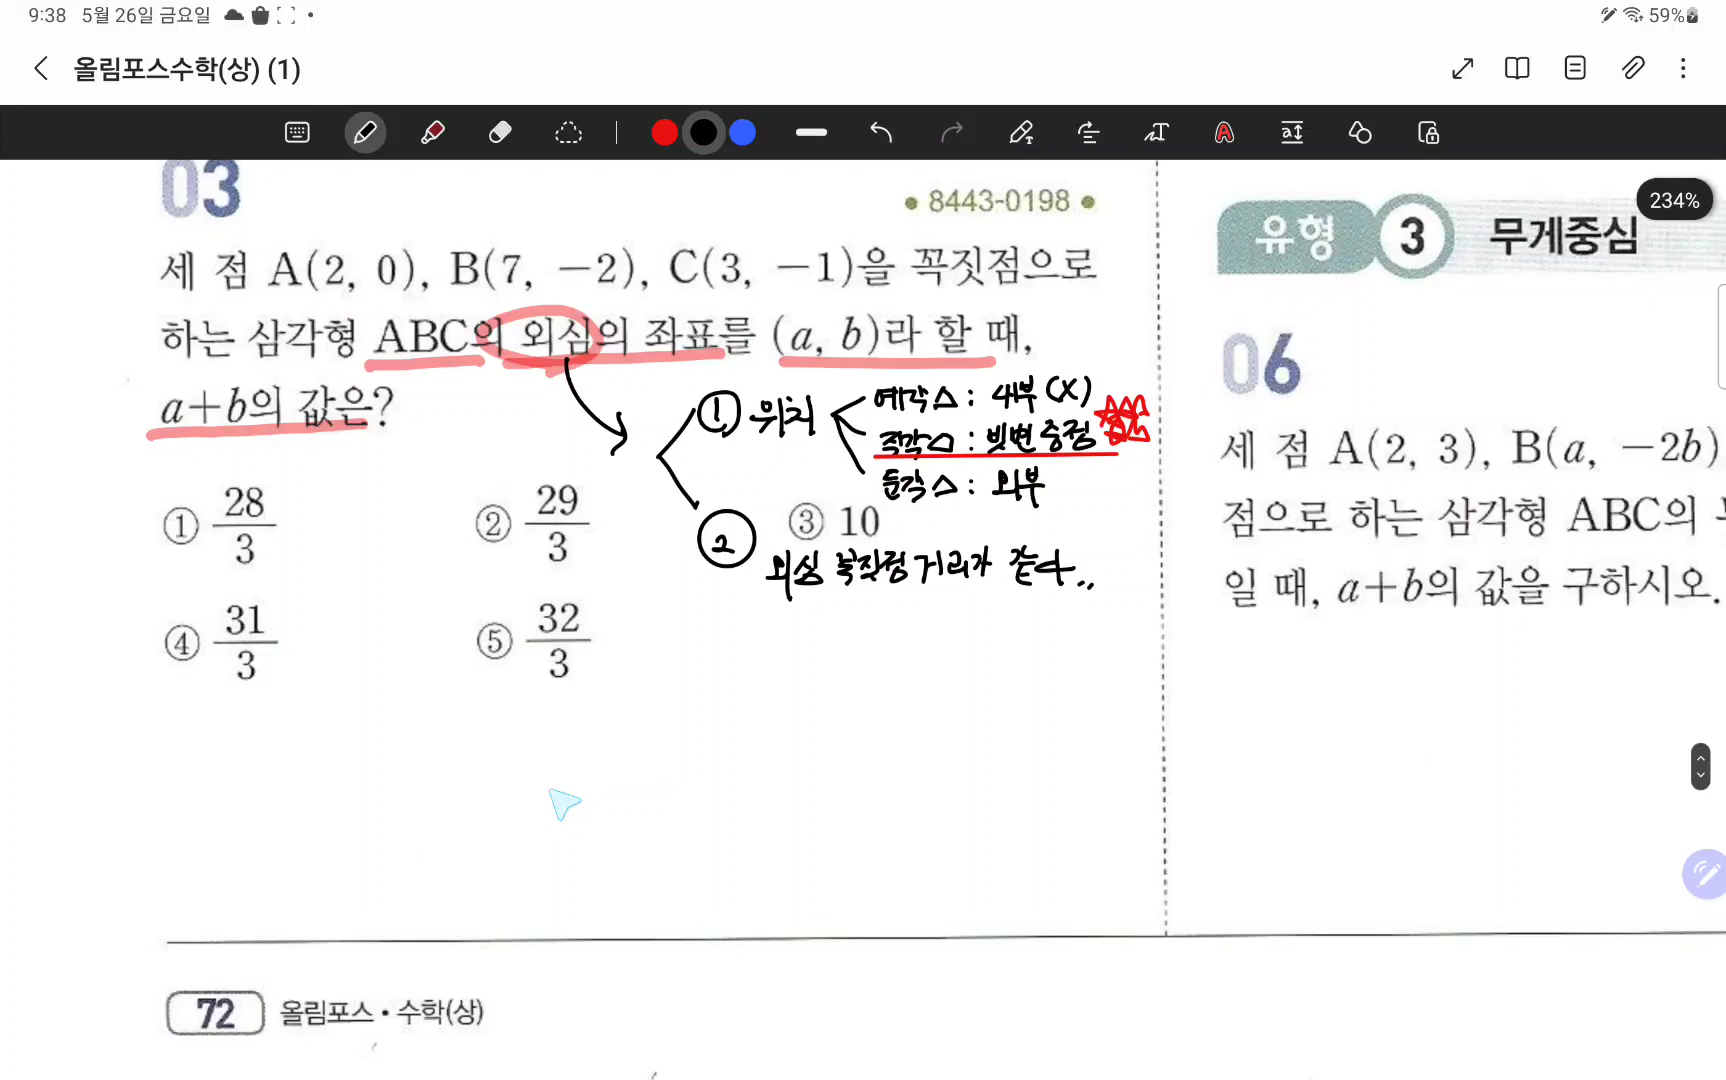 9:38 5월 26일 금요일
59%
올림포스수학(상) (1)
234%
03
8443-0198
세 점 A(2, 0), B(7, −2), C(3, −1)을 꼭짓점으로
하는 삼각형 ABC의 외심의 좌표를 (a, b)라 할 때,
a+b의 값은?
① 28/3
② 29/3
③ 10
④ 31/3
⑤ 32/3
① 위치
예각△ : 내부 (X)
직각△ : 빗변 중점
둔각△ : 외부
②
외심 꼭짓점 거리가 같다..
유형 3 무게중심
06
세 점 A(2, 3), B(a, −2b)
점으로 하는 삼각형 ABC의
일 때, a+b의 값을 구하시오.
72 올림포스 • 수학(상)